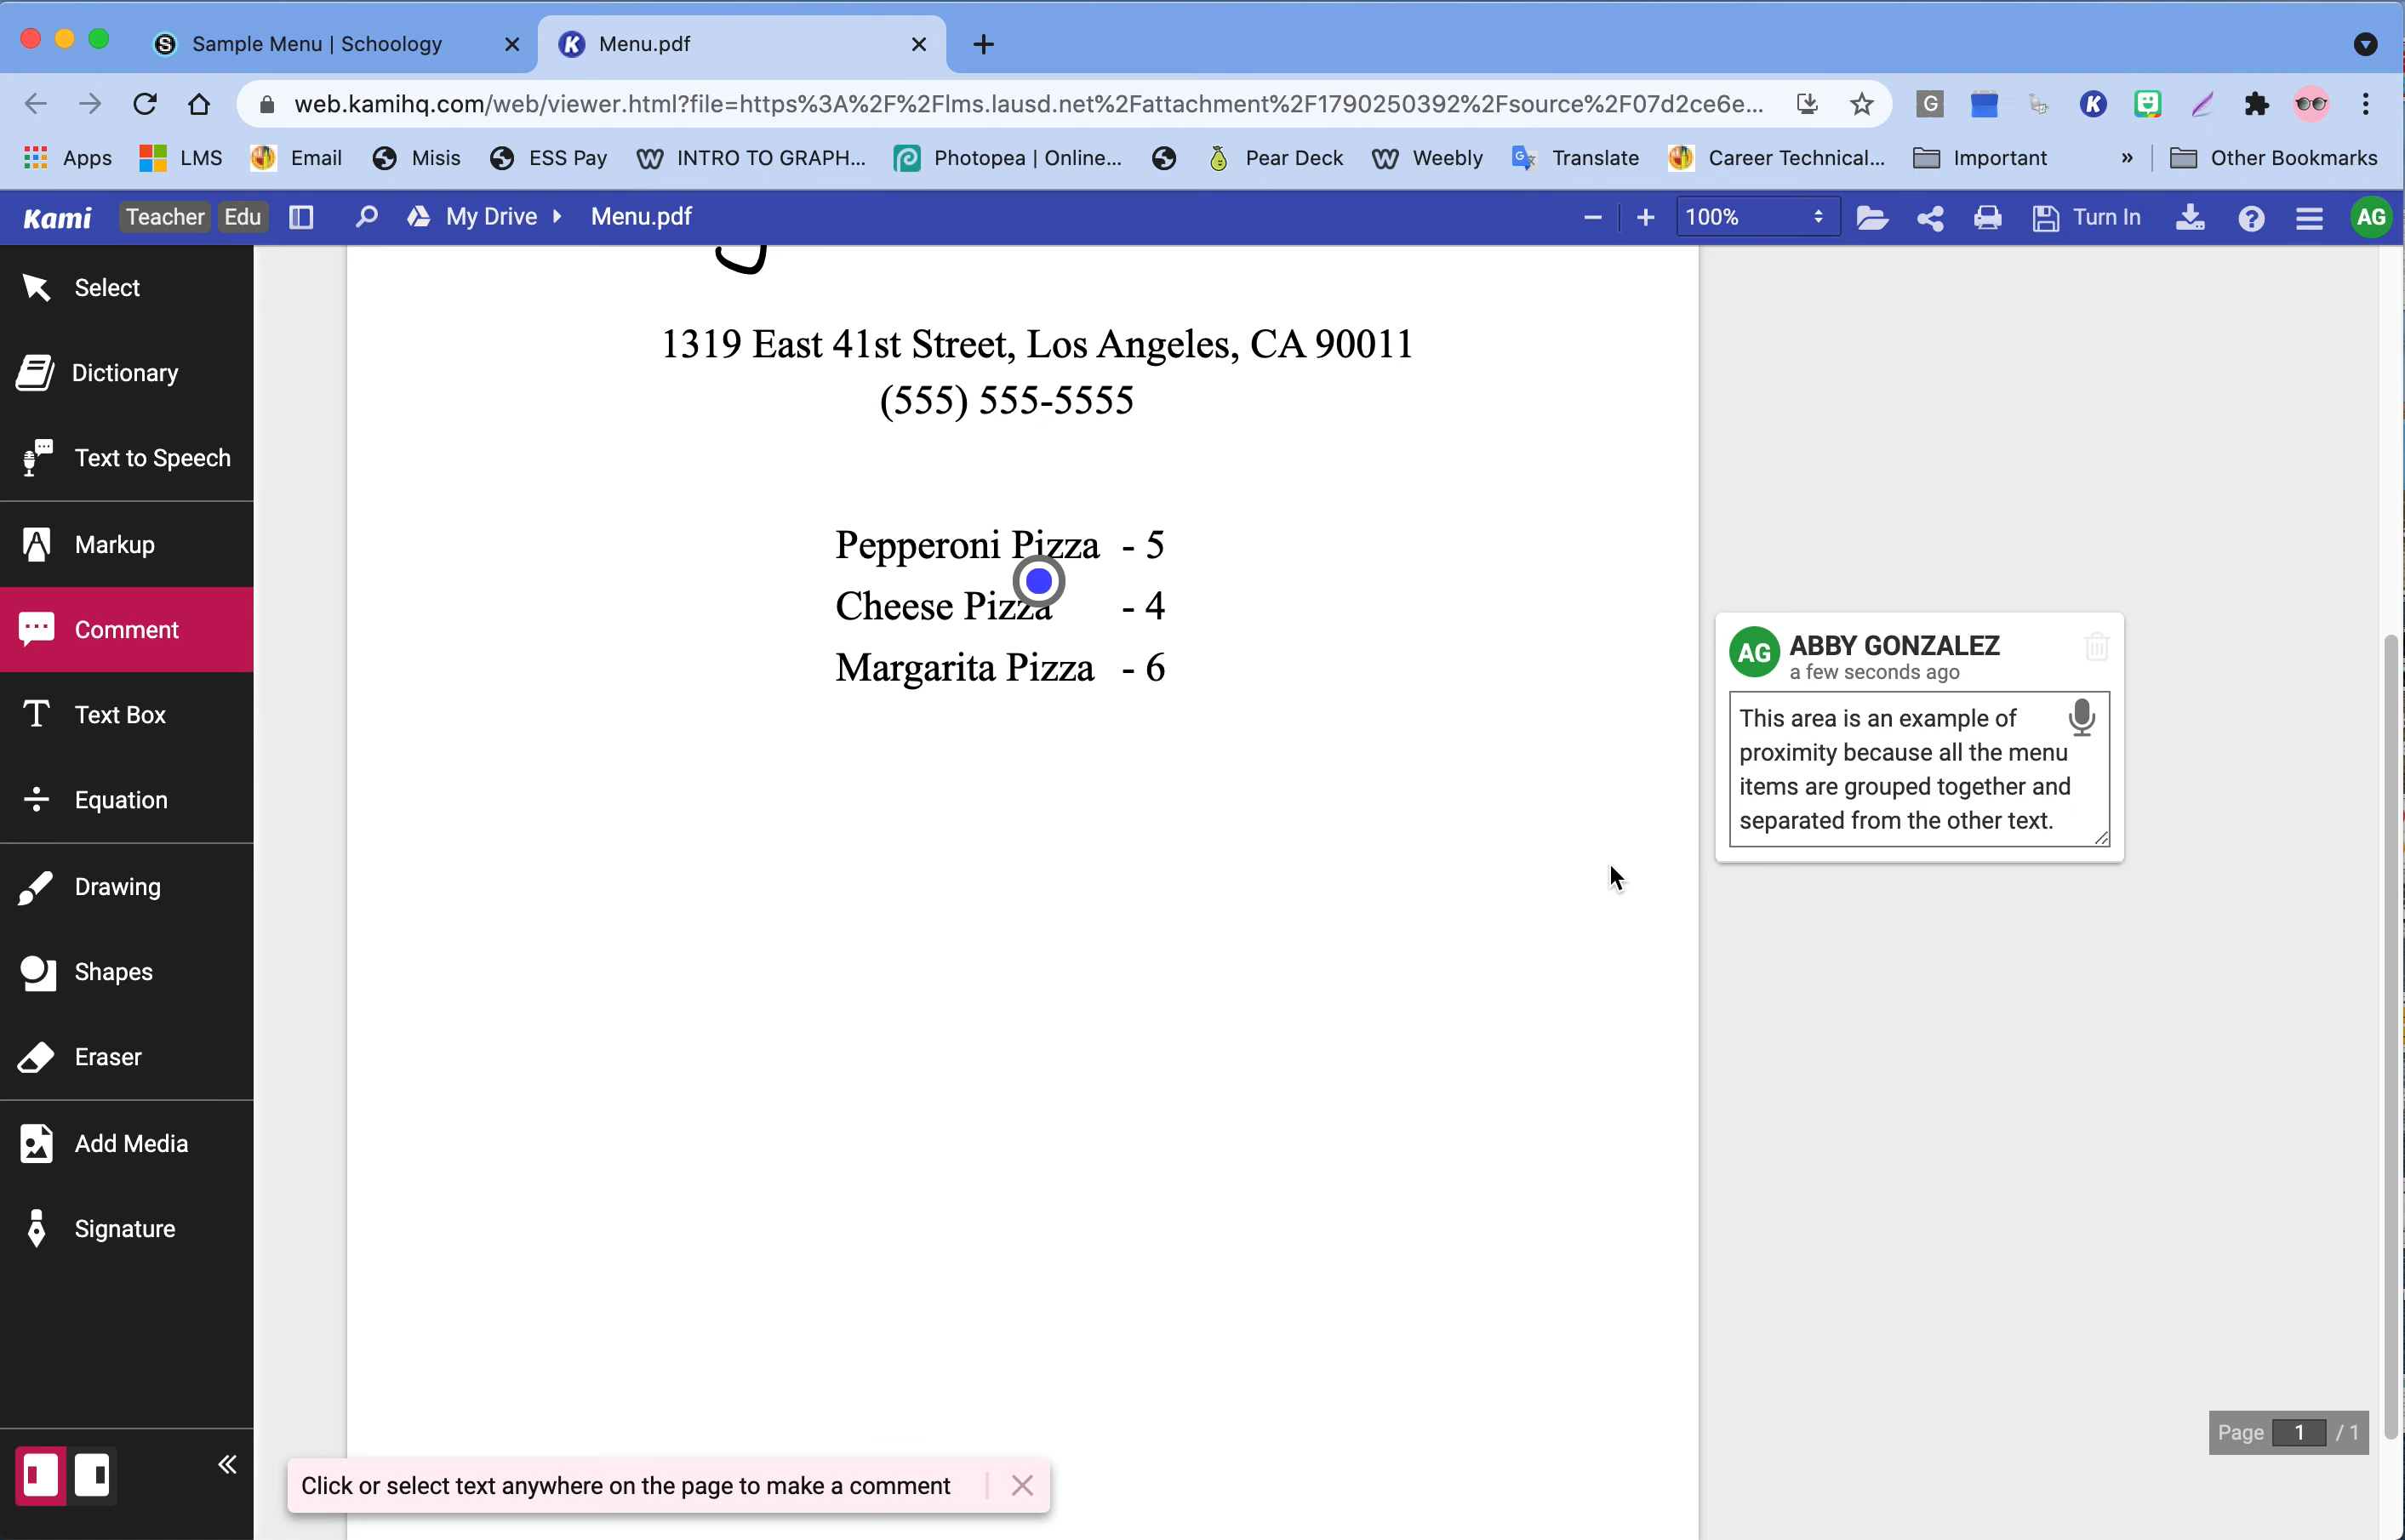 Sample Menu | Schoology
Menu.pdf
web.kamihq.com/web/viewer.html?file=https%3A%2F%2Flms.lausd.net%2Fattachment%2F1790250392%2Fsource%2F07d2ce6e...
Apps LMS Email Misis ESS Pay INTRO TO GRAPH... Photopea | Online... Pear Deck Weebly Translate Career Technical... Important » Other Bookmarks
Kami Teacher Edu My Drive Menu.pdf 100% Turn In AG
Select
Dictionary
Text to Speech
Markup
Comment
Text Box
Equation
Drawing
Shapes
Eraser
Add Media
Signature
1319 East 41st Street, Los Angeles, CA 90011
(555) 555-5555
Pepperoni Pizza - 5
Cheese Pizza - 4
Margarita Pizza - 6
AG ABBY GONZALEZ
a few seconds ago
This area is an example of
proximity because all the menu
items are grouped together and
separated from the other text.
Page 1 / 1
Click or select text anywhere on the page to make a comment